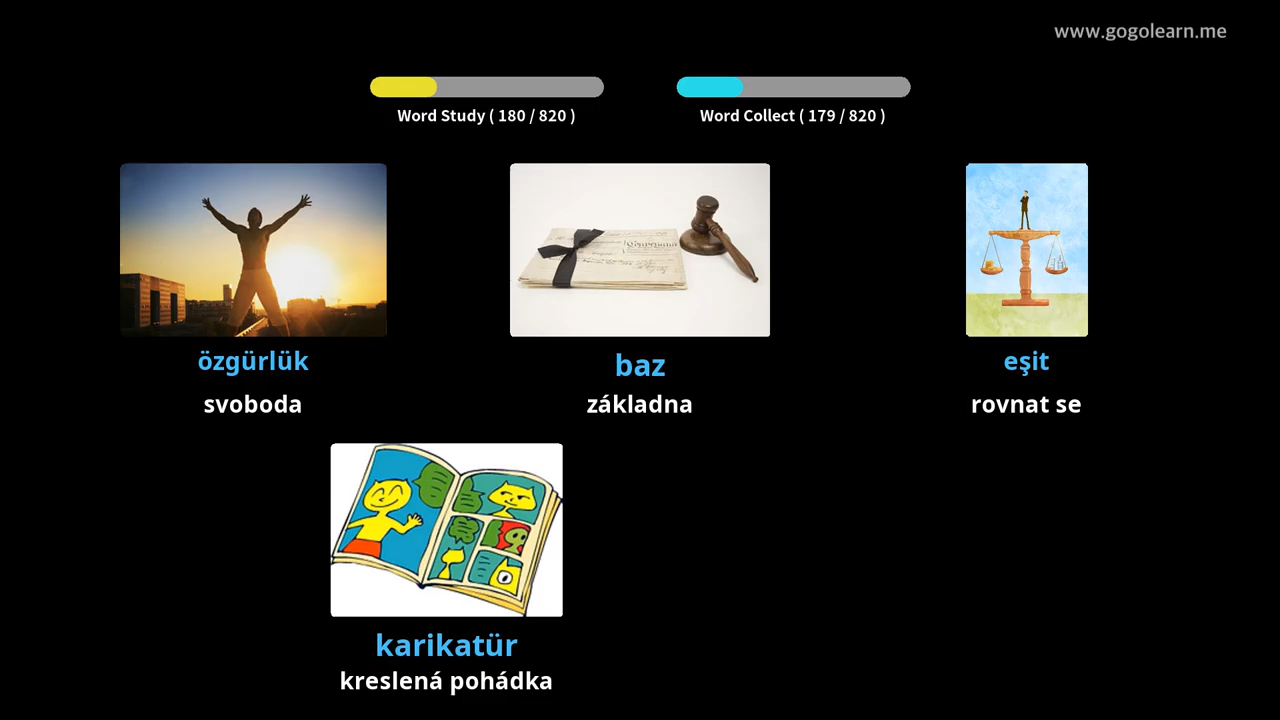 www.gogolearn.me
Word Study ( 180 / 820 )
Word Collect ( 179 / 820 )
özgürlük
baz
eşit
svoboda
základna
rovnat se
karikatür
kreslená pohádka